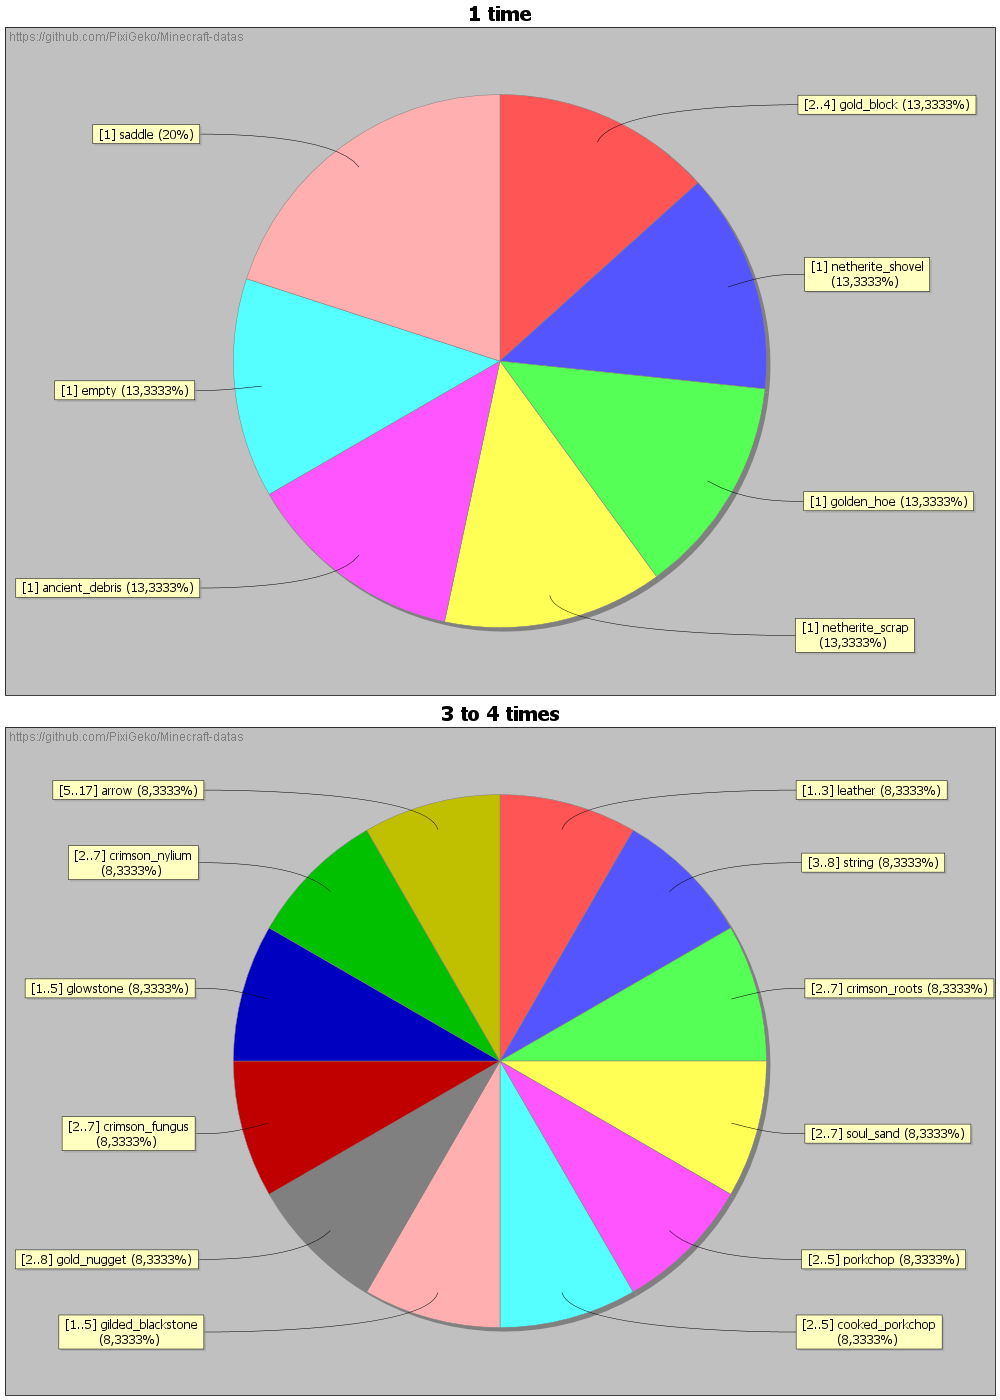 1 time
https://github.com/PixiGeko/Minecraft-datas
[2..4] gold_block (13,3333%)
[1] saddle (20%)
[1] netherite_shovel
(13,3333%)
[1] empty (13,3333%)
[1] golden_hoe (13,3333%)
[1] ancient_debris (13,3333%)
[1] netherite_scrap
(13,3333%)
3 to 4 times
https://github.com/PixiGeko/Minecraft-datas
[5..17] arrow (8,3333%)
[1..3] leather (8,3333%)
[2..7] crimson_nylium
(8,3333%)
[3..8] string (8,3333%)
[1..5] glowstone (8,3333%)
[2..7] crimson_roots (8,3333%)
[2..7] crimson_fungus
(8,3333%)
[2..7] soul_sand (8,3333%)
[2..8] gold_nugget (8,3333%)
[2..5] porkchop (8,3333%)
[1..5] gilded_blackstone
(8,3333%)
[2..5] cooked_porkchop
(8,3333%)